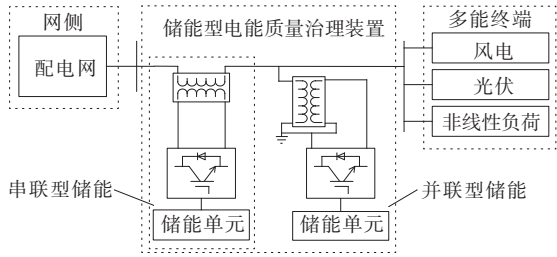 网侧
配电网
储能型电能质量治理装置
多能终端
风电
光伏
非线性负荷
串联型储能
并联型储能
储能单元
储能单元